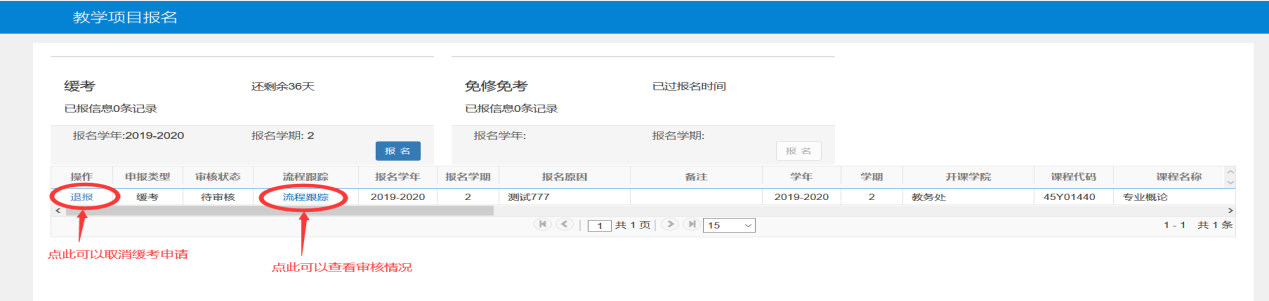 教学项目报名
缓考 还剩余36天 免修免考 已过报名时间
已报信息0条记录 已报信息0条记录
报名学年:2019-2020 报名学期: 2 报名学年: 报名学期:
报 名 报 名
操作 申报类型 审核状态 流程跟踪 报名学年 报名学期 报名原因 备注 学年 学期 开课学院 课程代码 课程名称
退报 缓考 待审核 流程跟踪 2019-2020 2 测试777 2019-2020 2 教务处 45Y01440 专业概论
1 共 1 页 15 1 - 1 共 1 条
点此可以取消缓考申请
点此可以查看审核情况